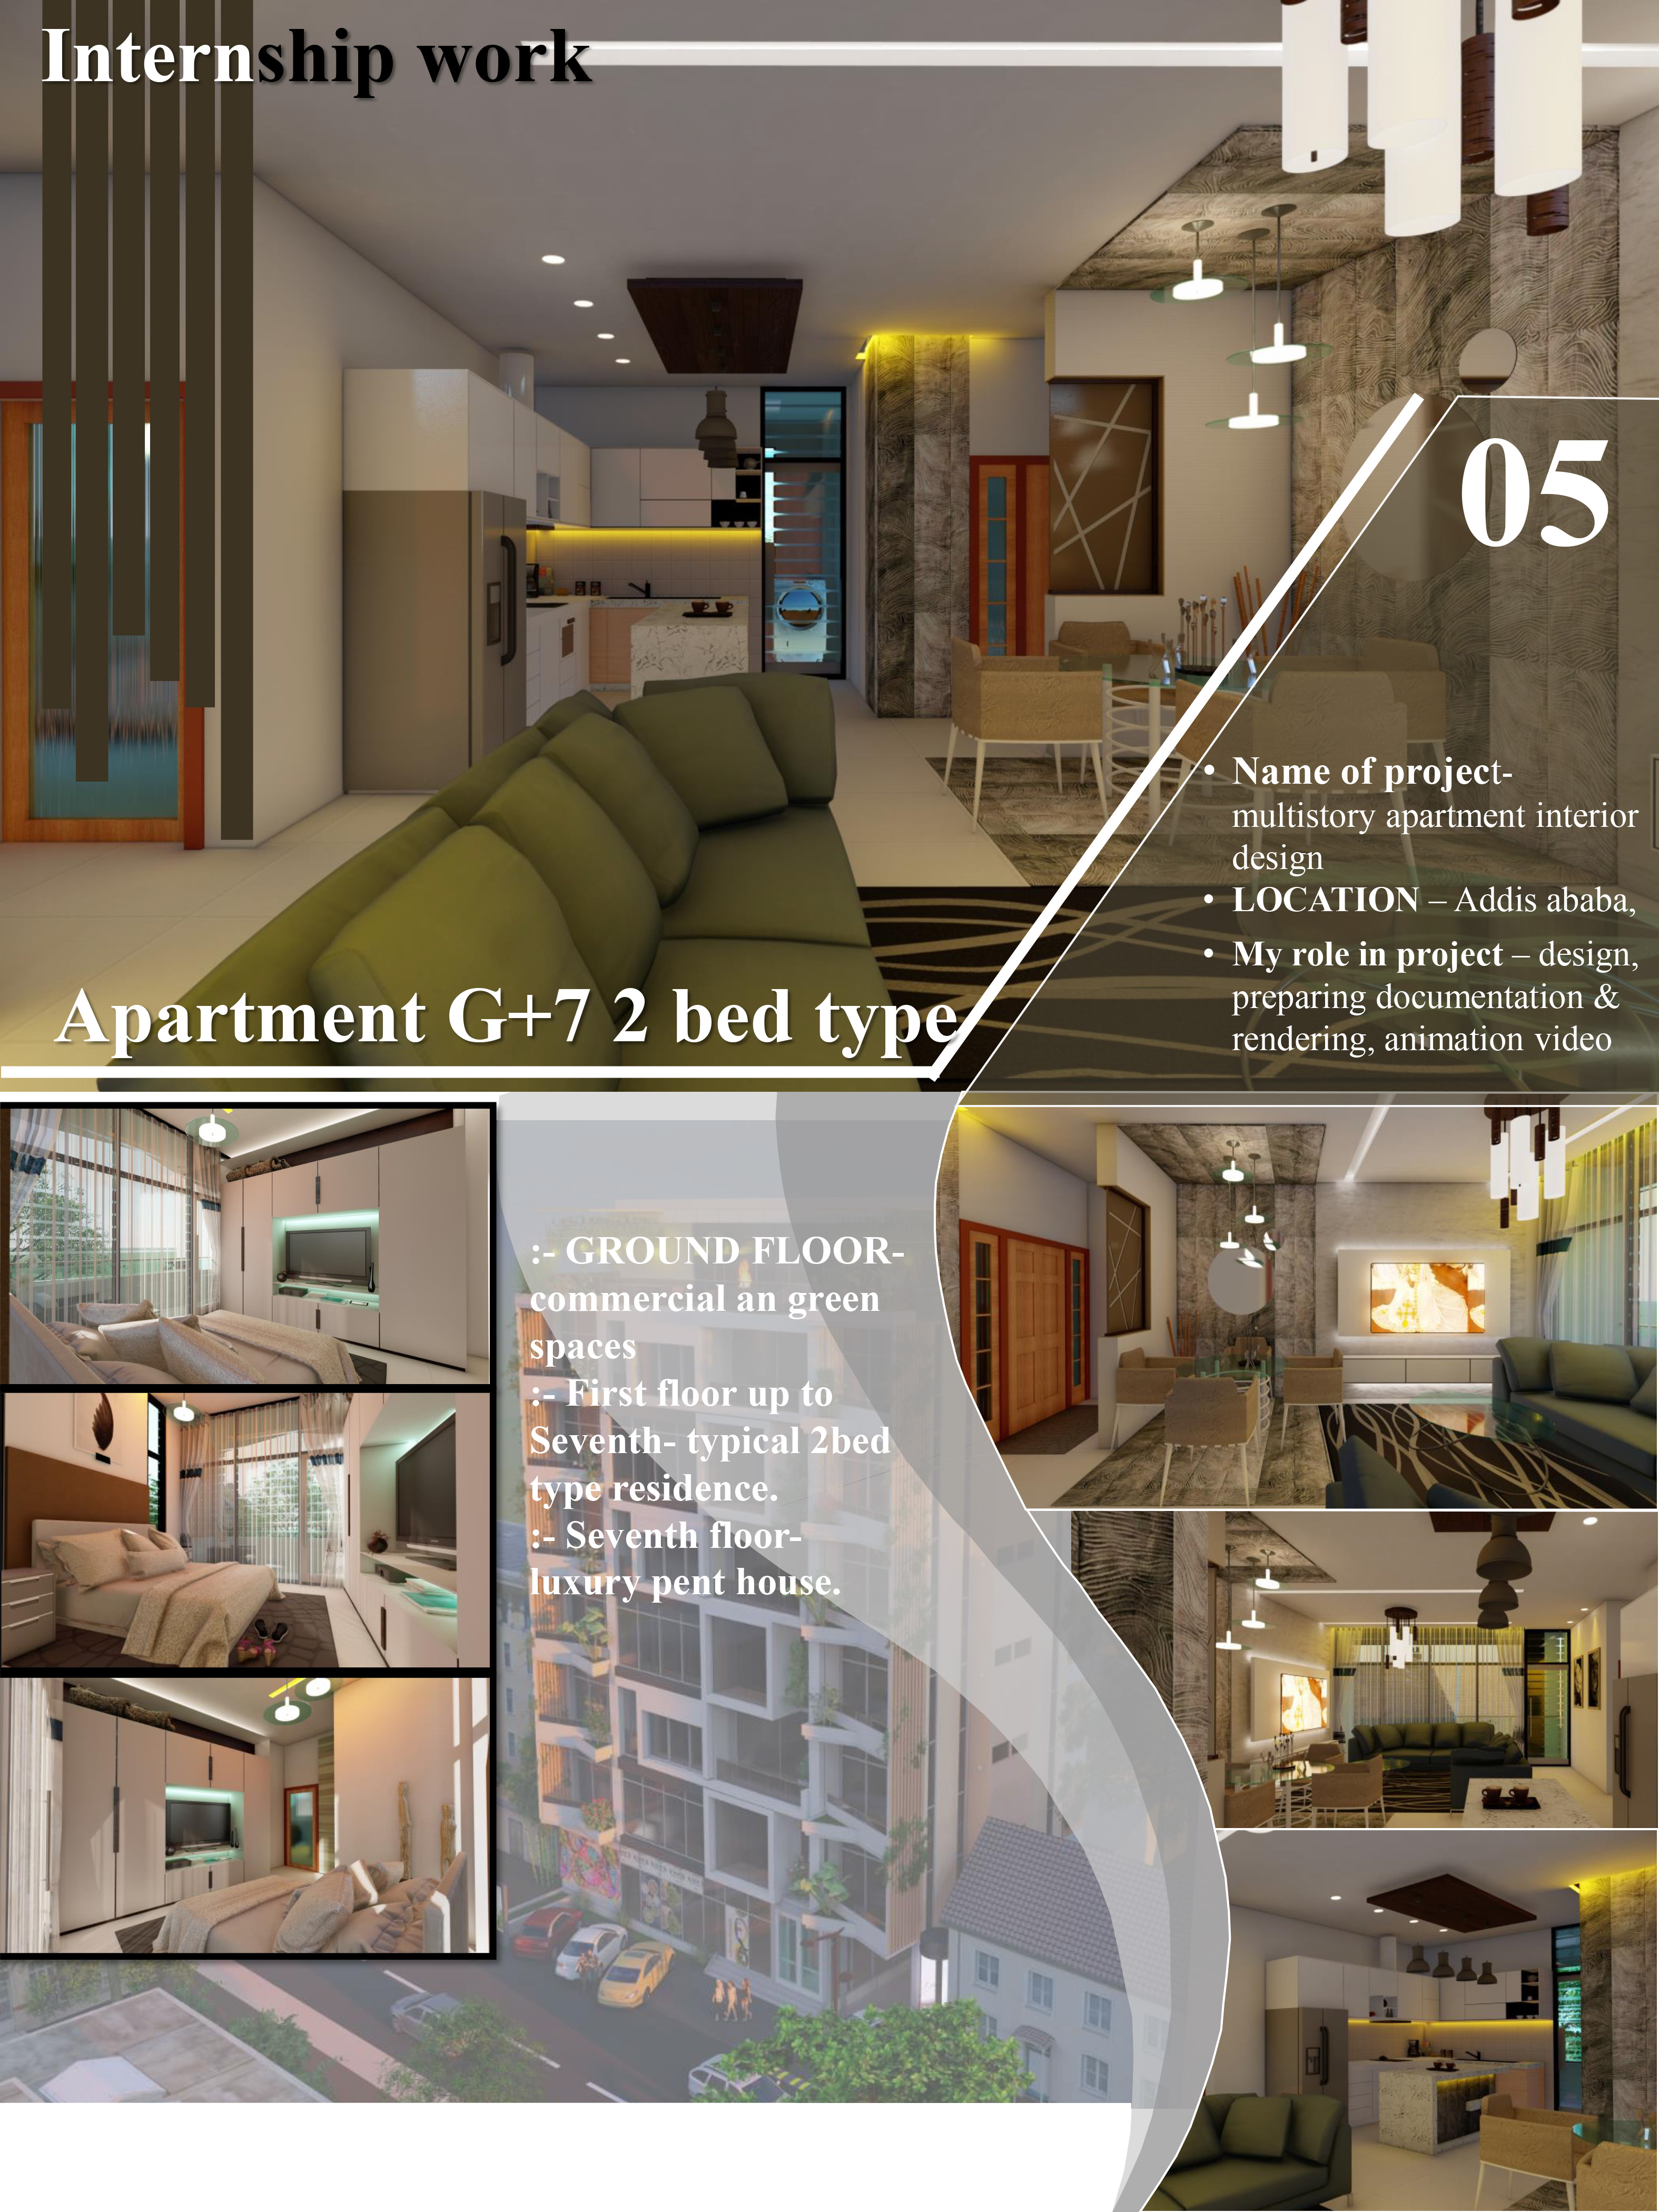 Internship work
05
• Name of project-
multistory apartment interior
design
• LOCATION – Addis ababa,
• My role in project – design,
preparing documentation &
rendering, animation video
Apartment G+7 2 bed type
:- GROUND FLOOR-
commercial an green
spaces
:- First floor up to
Seventh- typical 2bed
type residence.
:- Seventh floor-
luxury pent house.